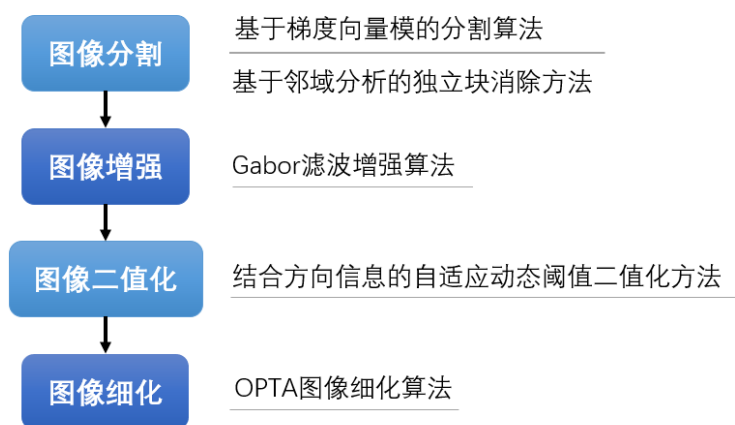 图像分割
基于梯度向量模的分割算法
基于邻域分析的独立块消除方法
图像增强
Gabor滤波增强算法
图像二值化
结合方向信息的自适应动态阈值二值化方法
图像细化
OPTA图像细化算法